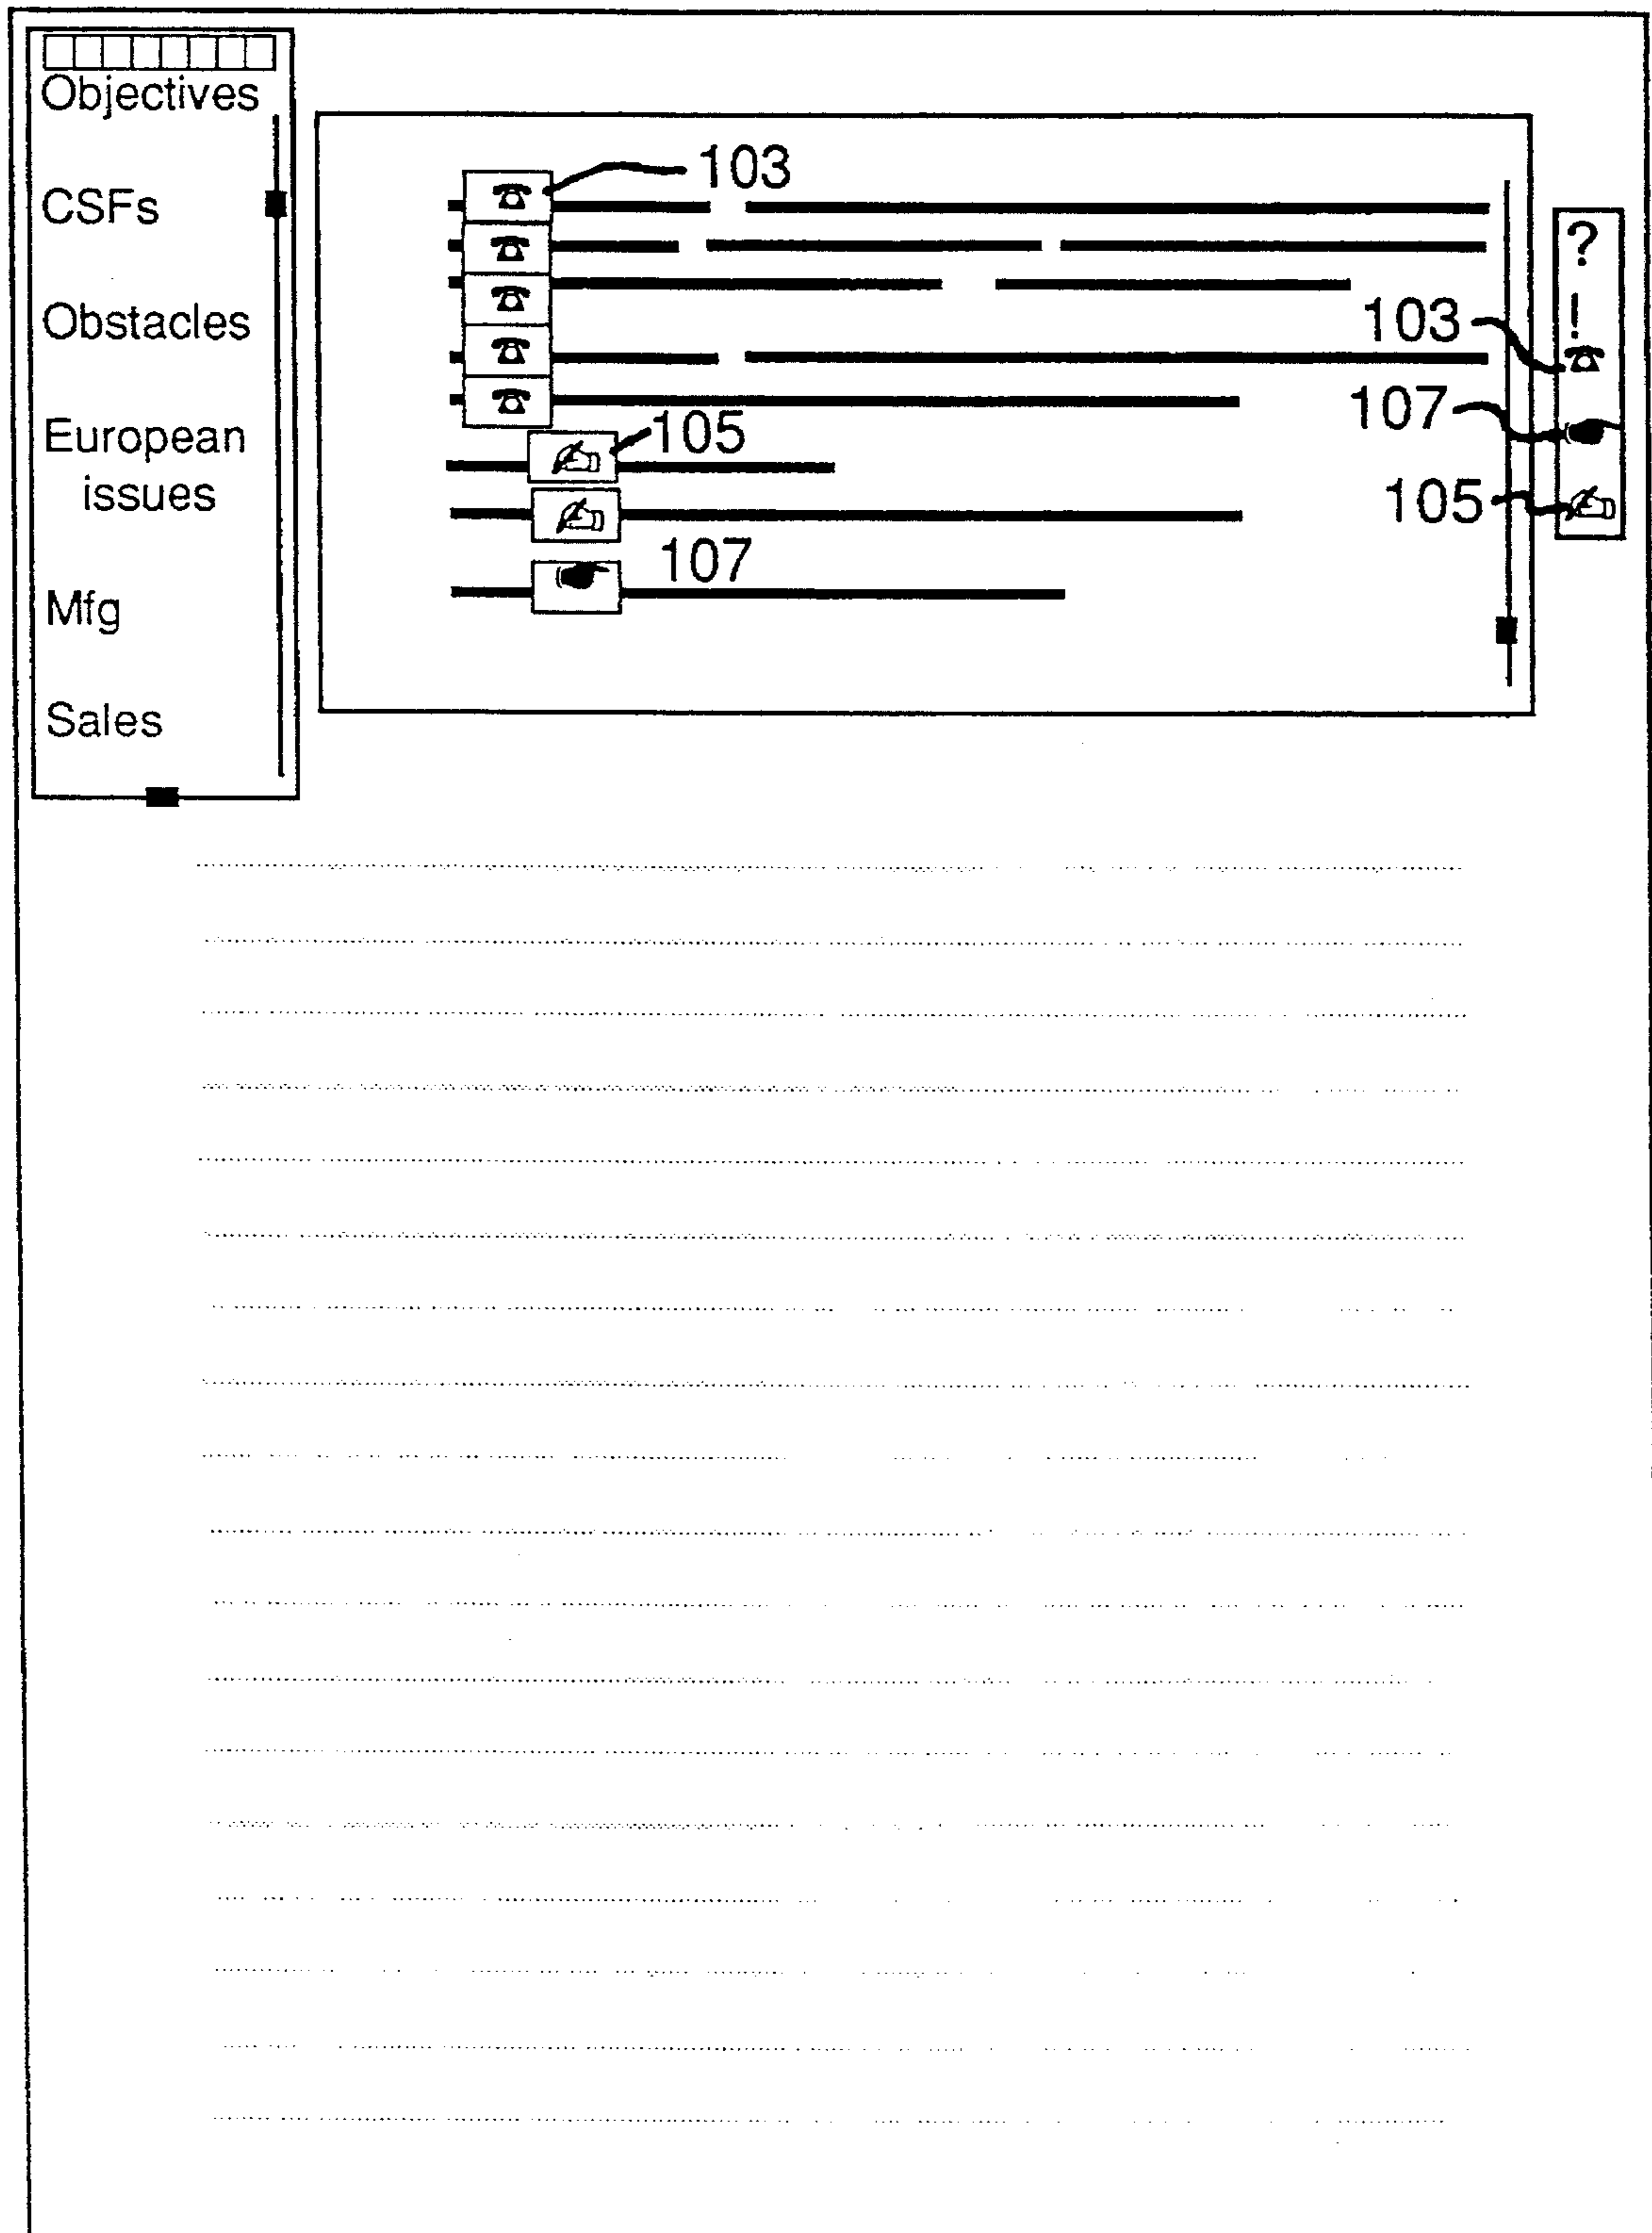 Objectives
CSFs
Obstacles
European
issues
Mfg
Sales
103
105
107
?
!
103
107
105